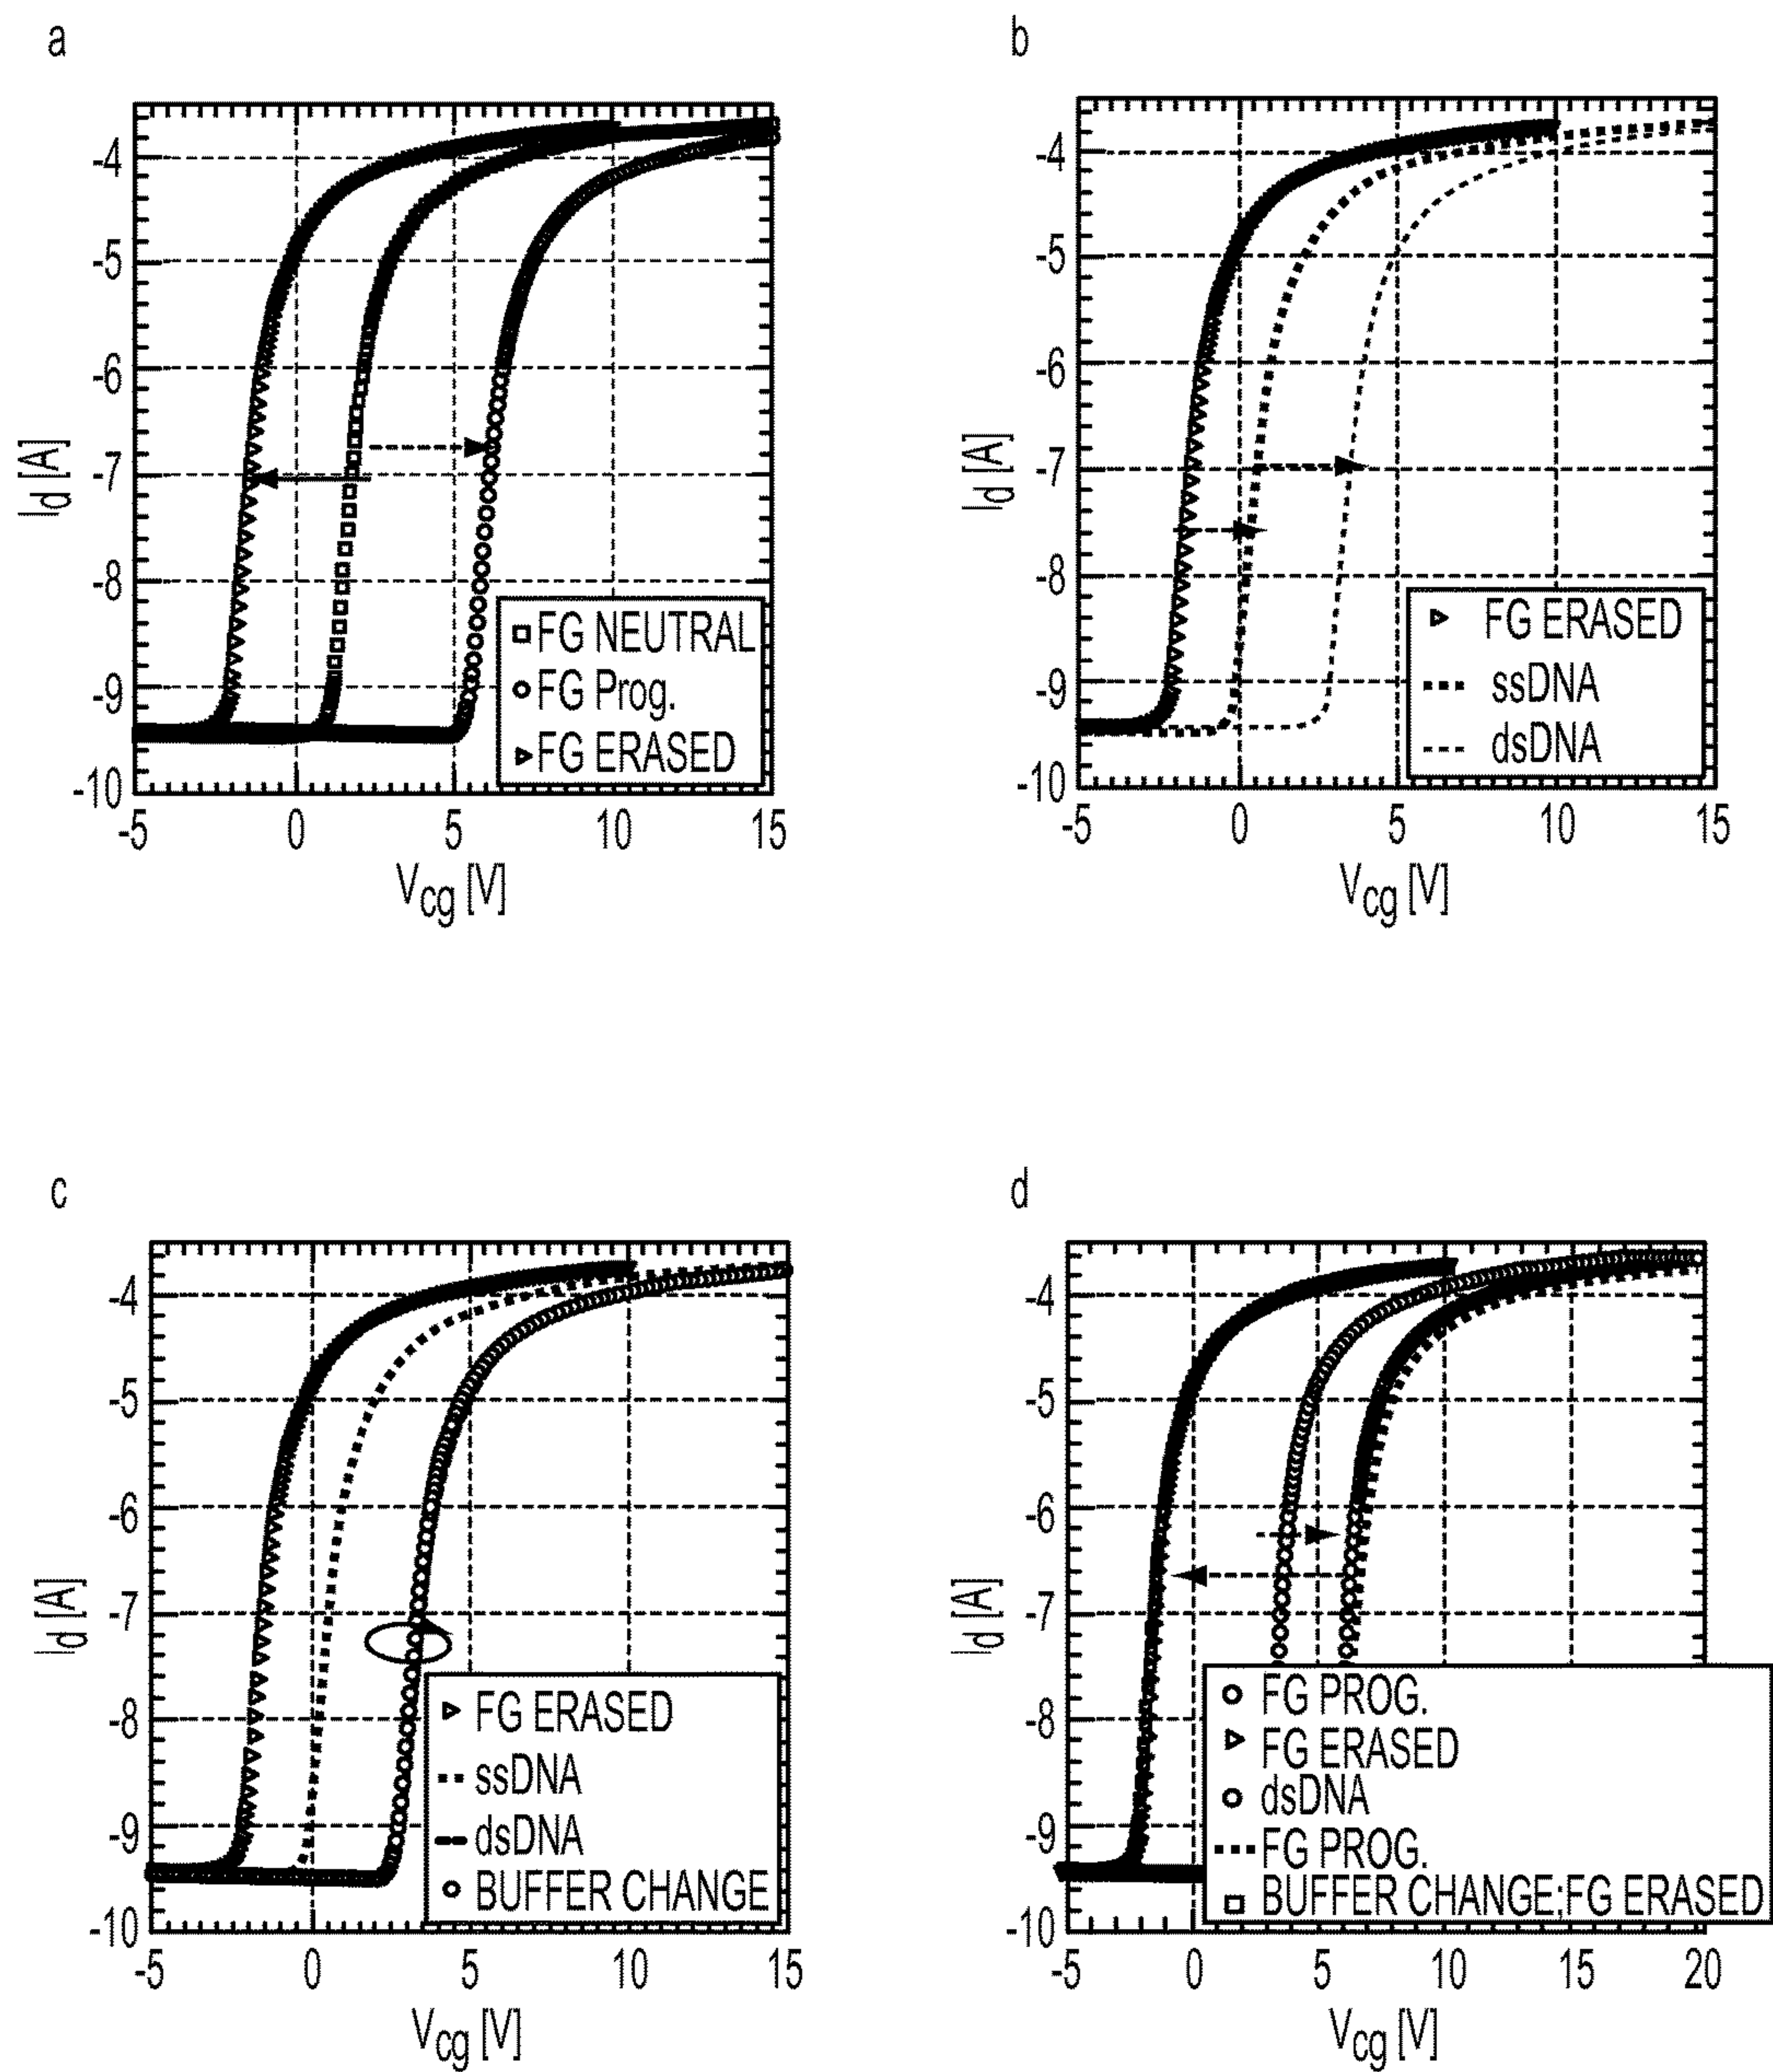 a
-4
-5
-6
-7
-8
-9
-10
Id [A]
-5 0 5 10 15
Vcg [V]
FG NEUTRAL
FG Prog.
FG ERASED
b
-4
-5
-6
-7
-8
-9
-10
Id [A]
-5 0 5 10 15
Vcg [V]
FG ERASED
ssDNA
dsDNA
c
-4
-5
-6
-7
-8
-9
-10
Id [A]
-5 0 5 10 15
Vcg [V]
FG ERASED
ssDNA
dsDNA
BUFFER CHANGE
d
-4
-5
-6
-7
-8
-9
-10
Id [A]
-5 0 5 10 15 20
Vcg [V]
FG PROG.
FG ERASED
dsDNA
FG PROG.
BUFFER CHANGE;FG ERASED